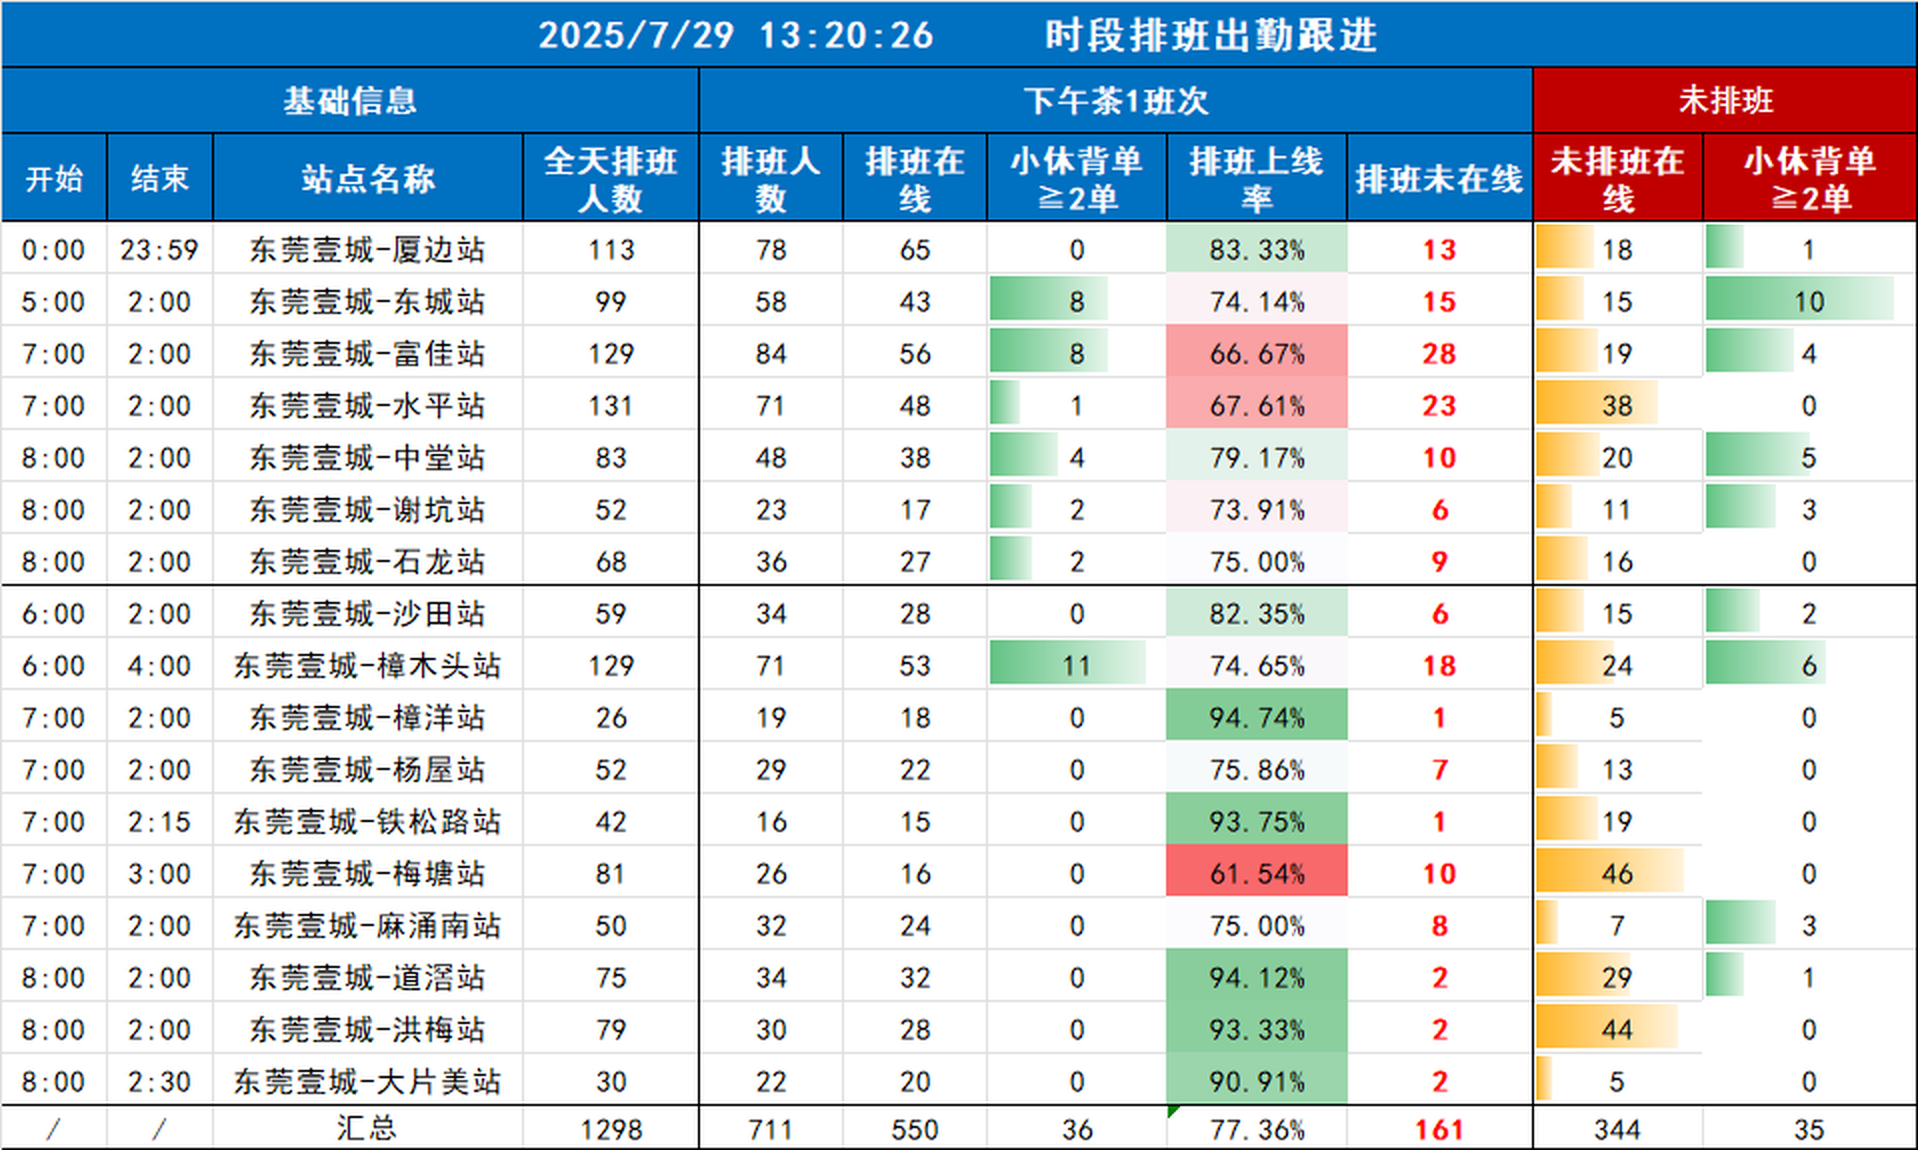 2025/7/29 13:20:26 时段排班出勤跟进
基础信息 下午茶1班次 未排班
开始 结束 站点名称 全天排班人数 排班人数 排班在线 小休背单≧2单 排班上线率 排班未在线 未排班在线 小休背单≧2单
0:00 23:59 东莞壹城-厦边站 113 78 65 0 83.33% 13 18 1
5:00 2:00 东莞壹城-东城站 99 58 43 8 74.14% 15 15 10
7:00 2:00 东莞壹城-富佳站 129 84 56 8 66.67% 28 19 4
7:00 2:00 东莞壹城-水平站 131 71 48 1 67.61% 23 38 0
8:00 2:00 东莞壹城-中堂站 83 48 38 4 79.17% 10 20 5
8:00 2:00 东莞壹城-谢坑站 52 23 17 2 73.91% 6 11 3
8:00 2:00 东莞壹城-石龙站 68 36 27 2 75.00% 9 16 0
6:00 2:00 东莞壹城-沙田站 59 34 28 0 82.35% 6 15 2
6:00 4:00 东莞壹城-樟木头站 129 71 53 11 74.65% 18 24 6
7:00 2:00 东莞壹城-樟洋站 26 19 18 0 94.74% 1 5 0
7:00 2:00 东莞壹城-杨屋站 52 29 22 0 75.86% 7 13 0
7:00 2:15 东莞壹城-铁松路站 42 16 15 0 93.75% 1 19 0
7:00 3:00 东莞壹城-梅塘站 81 26 16 0 61.54% 10 46 0
7:00 2:00 东莞壹城-麻涌南站 50 32 24 0 75.00% 8 7 3
8:00 2:00 东莞壹城-道滘站 75 34 32 0 94.12% 2 29 1
8:00 2:00 东莞壹城-洪梅站 79 30 28 0 93.33% 2 44 0
8:00 2:30 东莞壹城-大片美站 30 22 20 0 90.91% 2 5 0
/ / 汇总 1298 711 550 36 77.36% 161 344 35